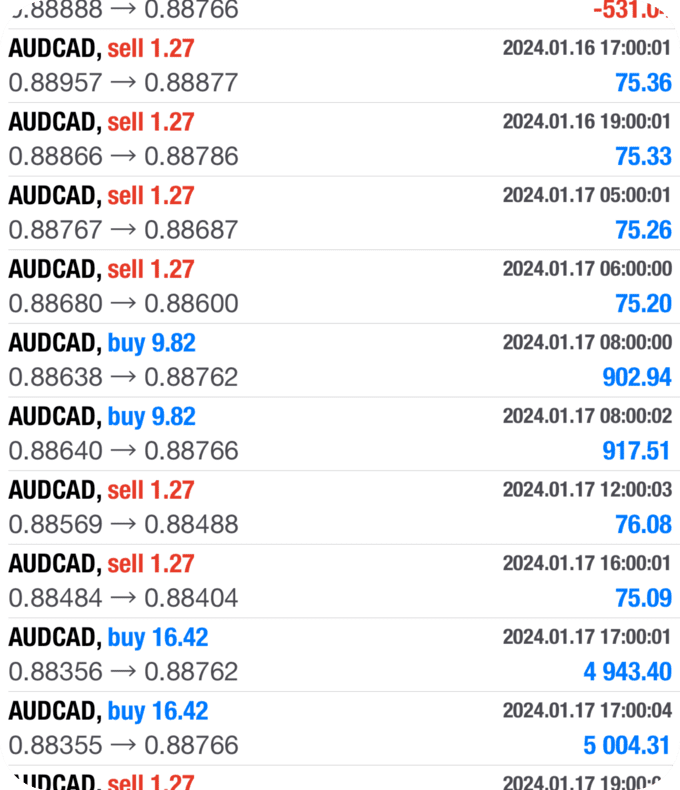 .88888 → 0.88766 -531.0
AUDCAD, sell 1.27 2024.01.16 17:00:01
0.88957 → 0.88877 75.36
AUDCAD, sell 1.27 2024.01.16 19:00:01
0.88866 → 0.88786 75.33
AUDCAD, sell 1.27 2024.01.17 05:00:01
0.88767 → 0.88687 75.26
AUDCAD, sell 1.27 2024.01.17 06:00:00
0.88680 → 0.88600 75.20
AUDCAD, buy 9.82 2024.01.17 08:00:00
0.88638 → 0.88762 902.94
AUDCAD, buy 9.82 2024.01.17 08:00:02
0.88640 → 0.88766 917.51
AUDCAD, sell 1.27 2024.01.17 12:00:03
0.88569 → 0.88488 76.08
AUDCAD, sell 1.27 2024.01.17 16:00:01
0.88484 → 0.88404 75.09
AUDCAD, buy 16.42 2024.01.17 17:00:01
0.88356 → 0.88762 4 943.40
AUDCAD, buy 16.42 2024.01.17 17:00:04
0.88355 → 0.88766 5 004.31
AUDCAD, sell 1.27 2024.01.17 19:00:0